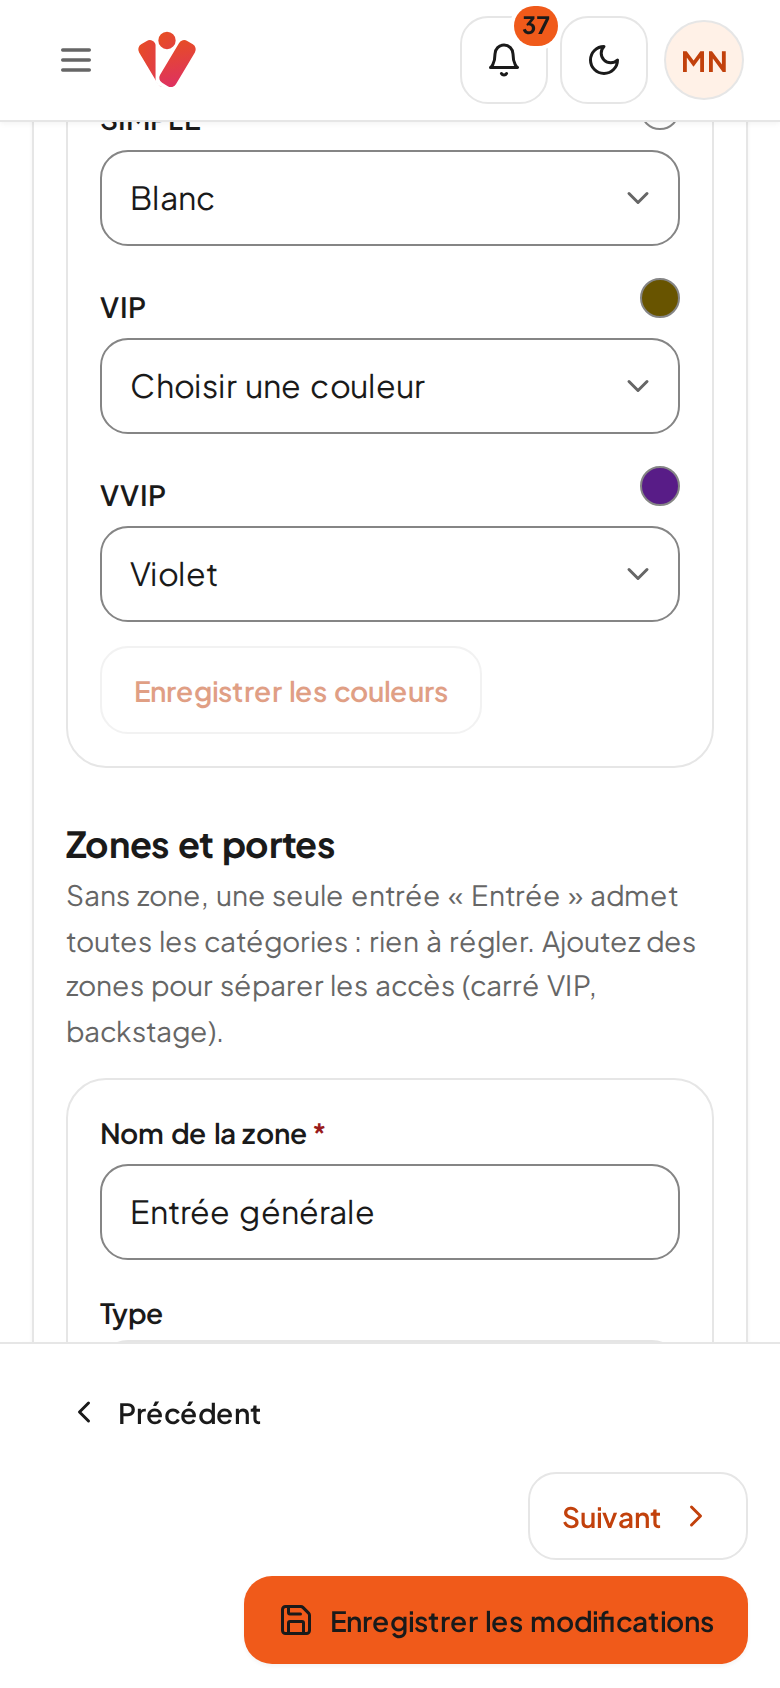 37
MN
SIMPLE
Blanc
VIP
Choisir une couleur
VVIP
Violet
Enregistrer les couleurs
Zones et portes
Sans zone, une seule entrée « Entrée » admet
toutes les catégories : rien à régler. Ajoutez des
zones pour séparer les accès (carré VIP,
backstage).
Nom de la zone *
Entrée générale
Type
Précédent
Suivant
Enregistrer les modifications